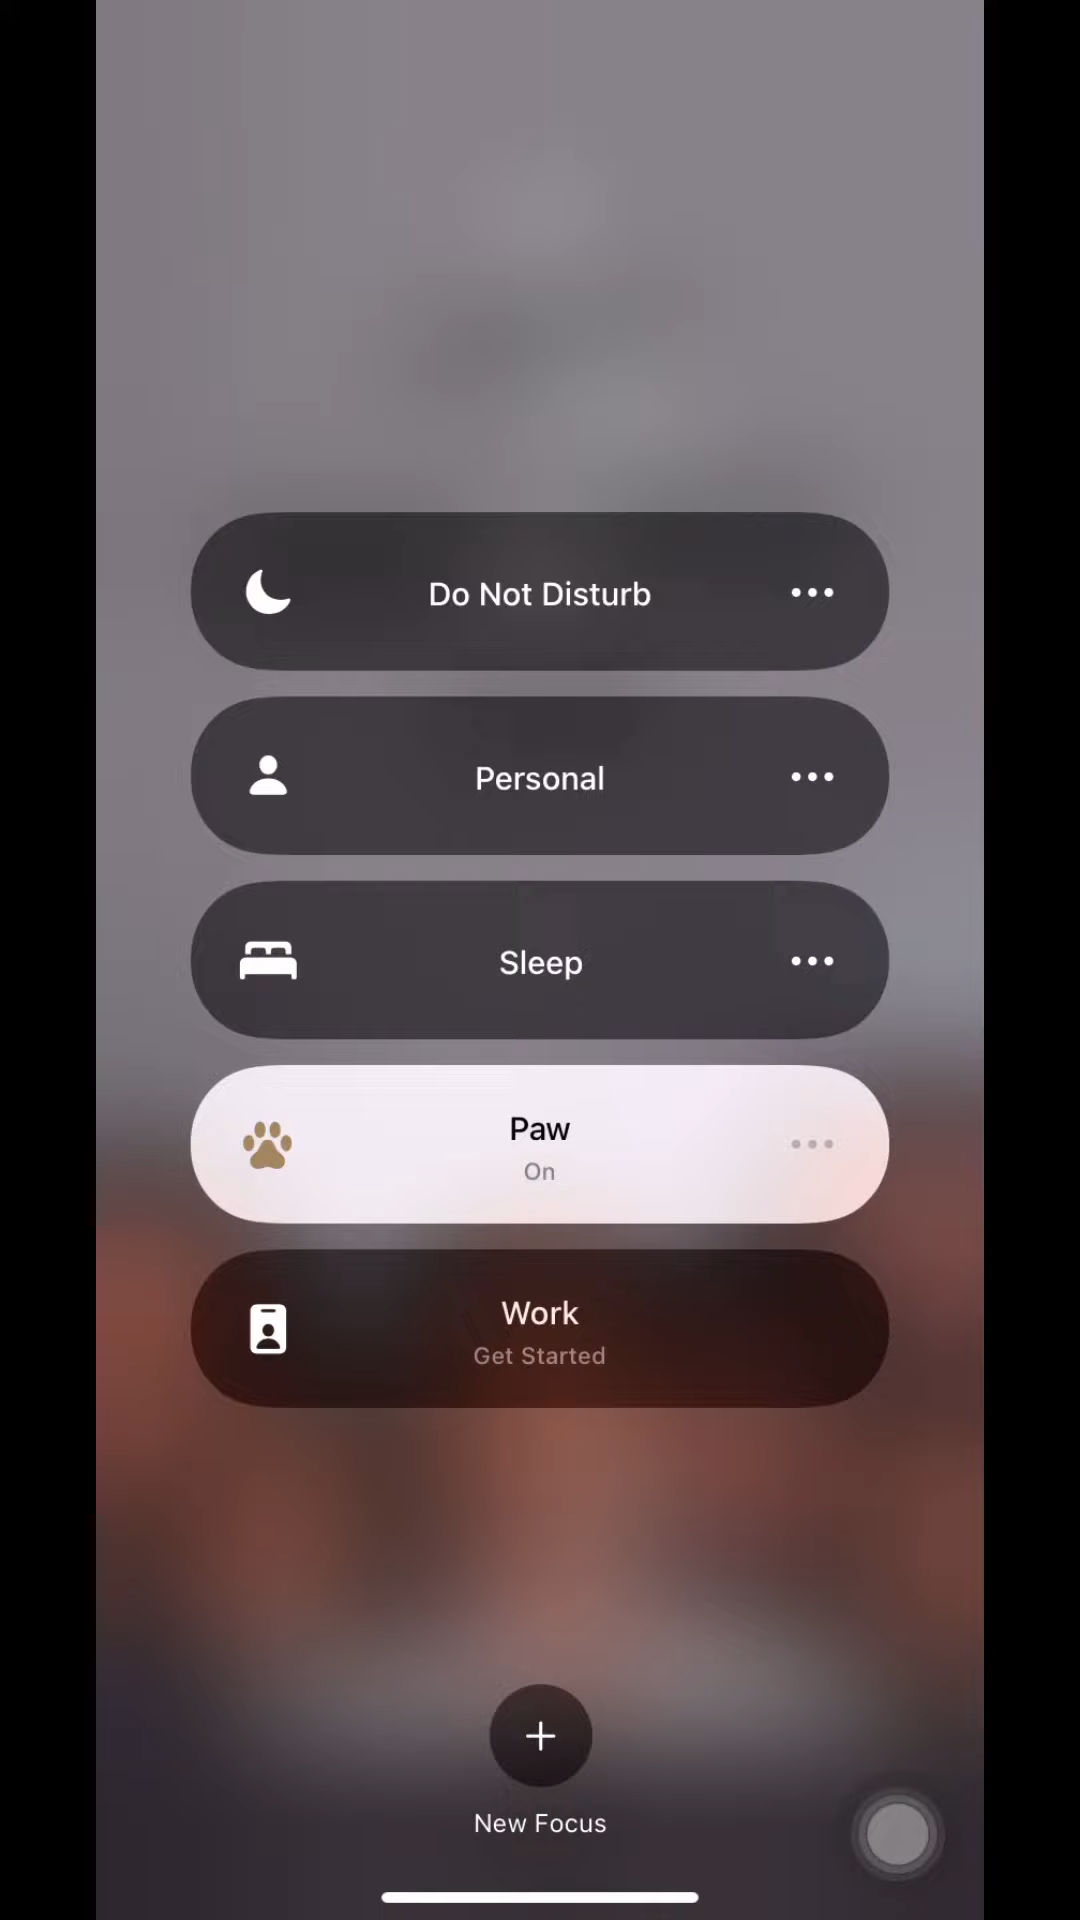 Do Not Disturb
Personal
Sleep
Paw
On
Work
Get Started
New Focus